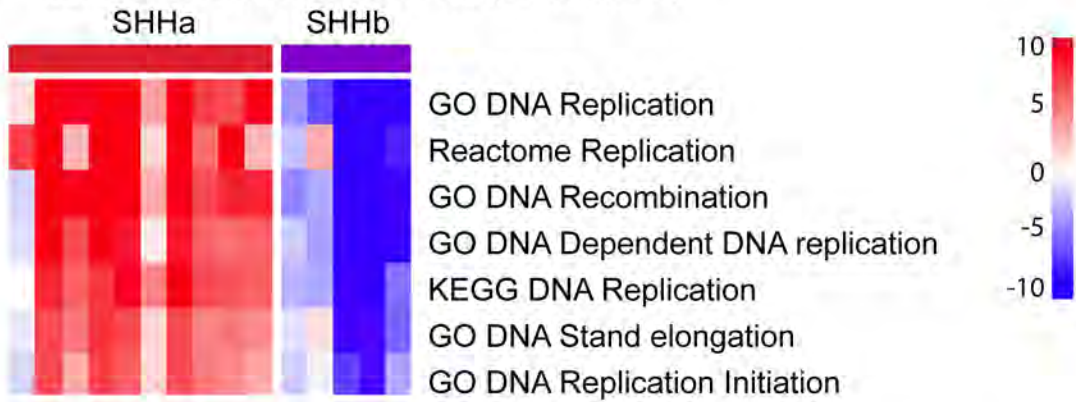 SHHa SHHb
GO DNA Replication
Reactome Replication
GO DNA Recombination
GO DNA Dependent DNA replication
KEGG DNA Replication
GO DNA Stand elongation
GO DNA Replication Initiation
10
5
0
-5
-10